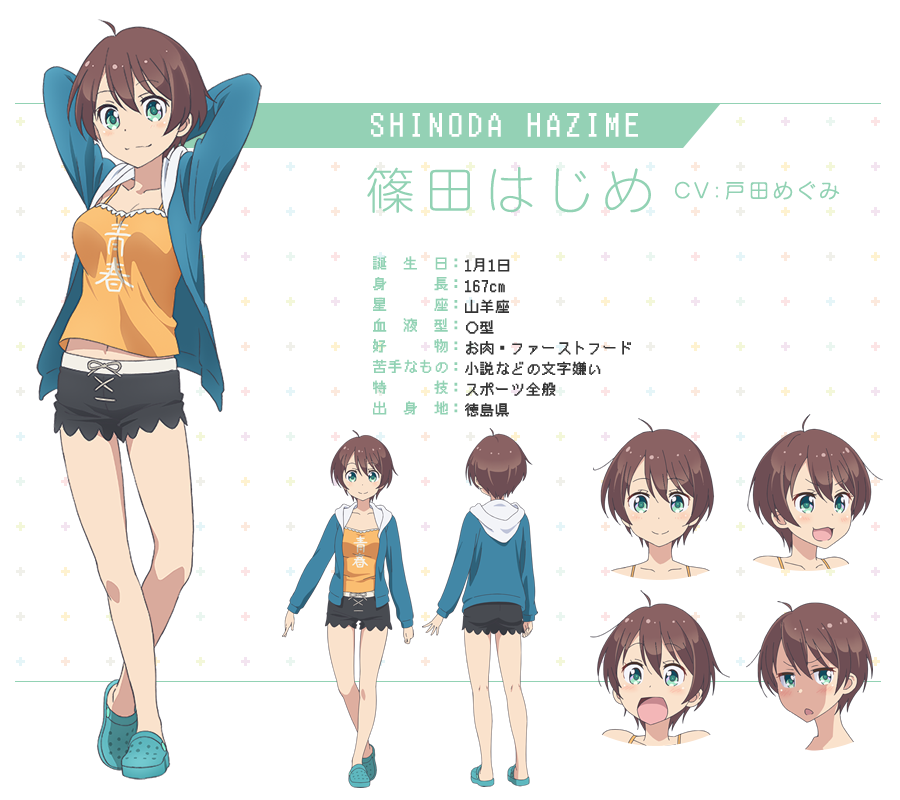 SHINODA HAZIME
篠田はじめ CV:戸田めぐみ
誕生日:1月1日
身長:167cm
星座:山羊座
血液型:O型
好物:お肉・ファーストフード
苦手なもの:小説などの文字嫌い
特技:スポーツ全般
出身地:徳島県
青春
青春